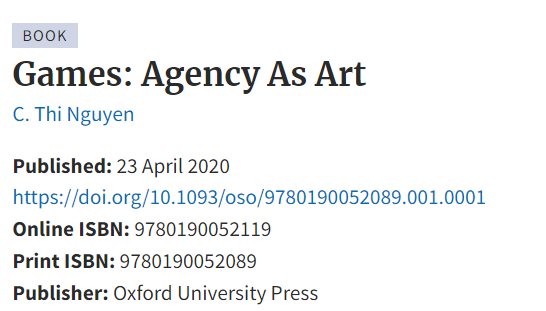 BOOK
Games: Agency As Art
C. Thi Nguyen
Published: 23 April 2020
https://doi.org/10.1093/oso/9780190052089.001.0001
Online ISBN: 9780190052119
Print ISBN: 9780190052089
Publisher: Oxford University Press